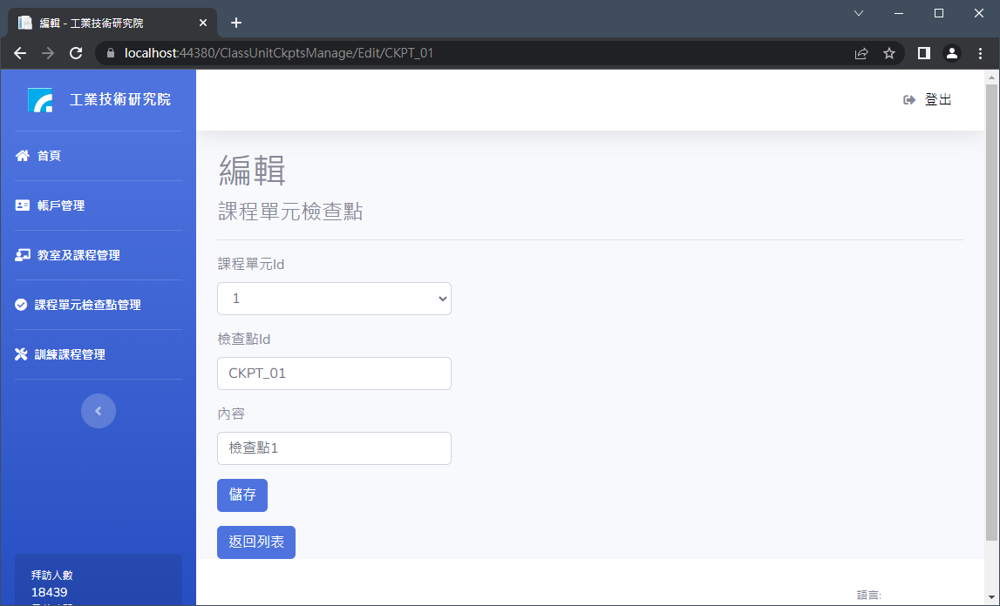 編輯 - 工業技術研究院
localhost:44380/ClassUnitCkptsManage/Edit/CKPT_01
工業技術研究院
登出
首頁
帳戶管理
教室及課程管理
課程單元檢查點管理
訓練課程管理
編輯
課程單元檢查點
課程單元Id
1
檢查點Id
CKPT_01
內容
檢查點1
儲存
返回列表
拜訪人數
18439
語言: